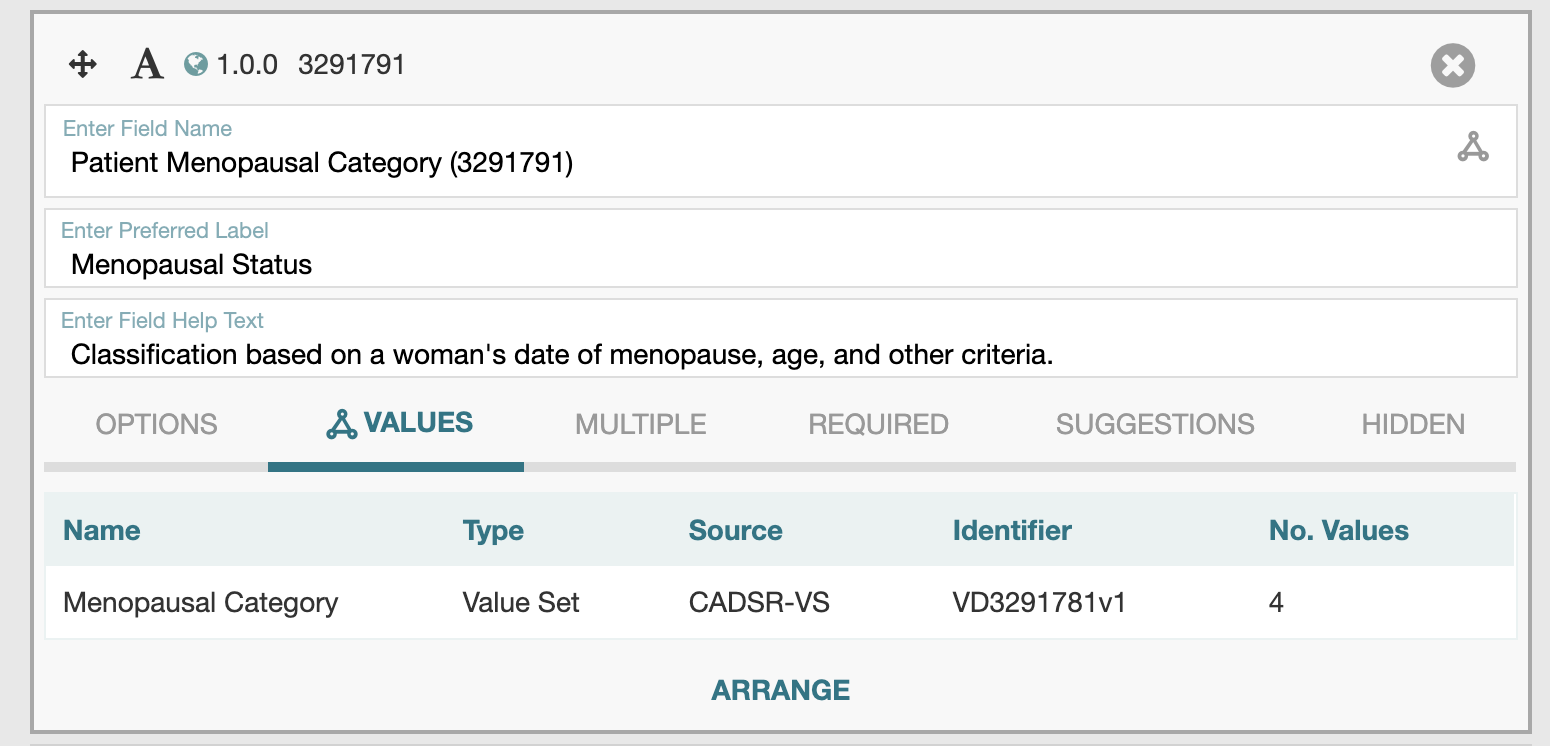 A 1.0.0 3291791
Enter Field Name
Patient Menopausal Category (3291791)
Enter Preferred Label
Menopausal Status
Enter Field Help Text
Classification based on a woman's date of menopause, age, and other criteria.
OPTIONS VALUES MULTIPLE REQUIRED SUGGESTIONS HIDDEN
Name Type Source Identifier No. Values
Menopausal Category Value Set CADSR-VS VD3291781v1 4
ARRANGE